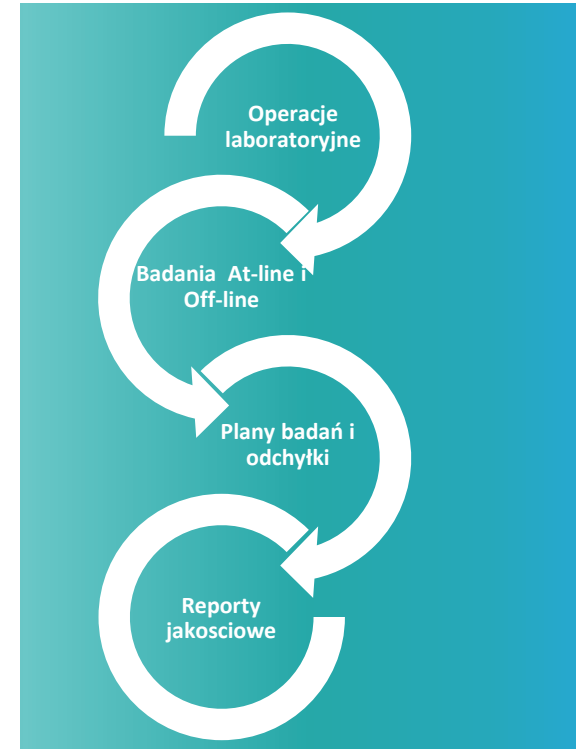 Operacje
laboratoryjne
Badania  At-line i
Off-line
Plany badań i
odchyłki
Reporty
jakosciowe